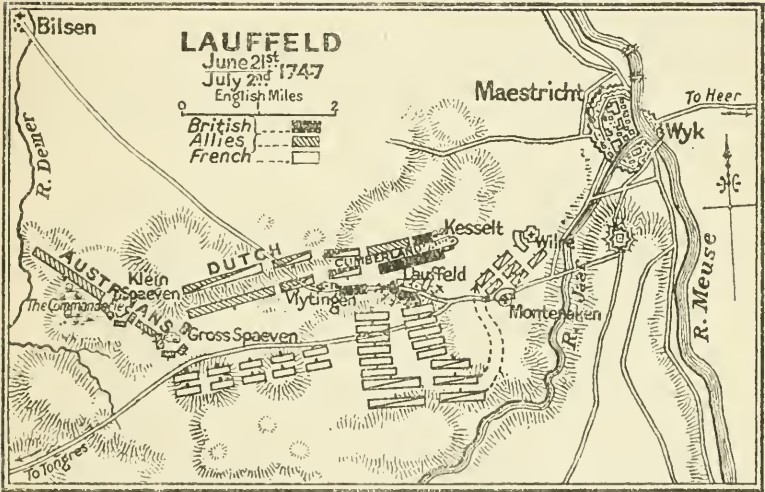 Bilsen
LAUFFELD
June 21st
July 2nd 1747
English Miles
0 2
British
Allies
French
Maestricht
To Heer
Wyk
R. Demer
Kesselt
DUTCH
CUMBERLAND
Wilre
AUSTRIANS
Klein
Spaeven
Lauffeld
The Commanderie
Vlytingen
Montenaken
R. Jaar
R. Meuse
Gross Spaeven
To Tongres